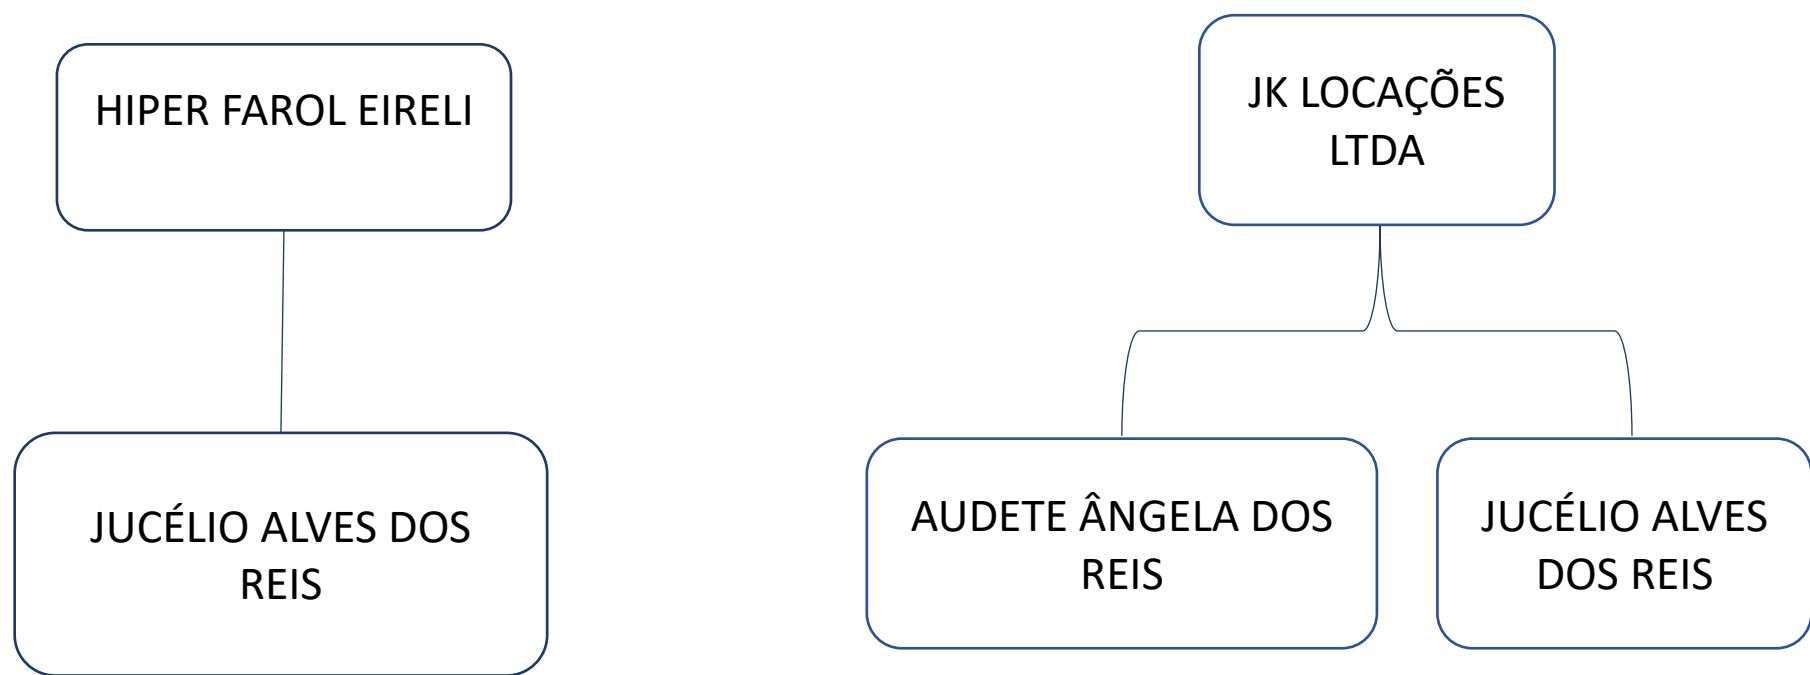 HIPER FAROL EIRELI
JK LOCAÇÕES
LTDA
JUCÉLIO ALVES DOS
REIS
AUDETE ÂNGELA DOS
REIS
JUCÉLIO ALVES
DOS REIS